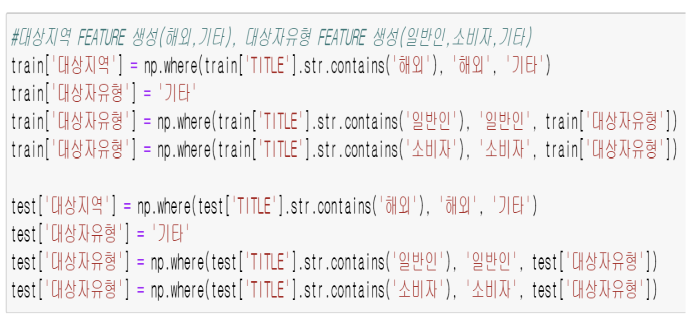 #대상지역 FEATURE 생성(해외,기타), 대상자유형 FEATURE 생성(일반인,소비자,기타)
train['대상지역'] = np.where(train['TITLE'].str.contains('해외'), '해외', '기타')
train['대상자유형'] = '기타'
train['대상자유형'] = np.where(train['TITLE'].str.contains('일반인'), '일반인', train['대상자유형'])
train['대상자유형'] = np.where(train['TITLE'].str.contains('소비자'), '소비자', train['대상자유형'])
test['대상지역'] = np.where(test['TITLE'].str.contains('해외'), '해외', '기타')
test['대상자유형'] = '기타'
test['대상자유형'] = np.where(test['TITLE'].str.contains('일반인'), '일반인', test['대상자유형'])
test['대상자유형'] = np.where(test['TITLE'].str.contains('소비자'), '소비자', test['대상자유형'])